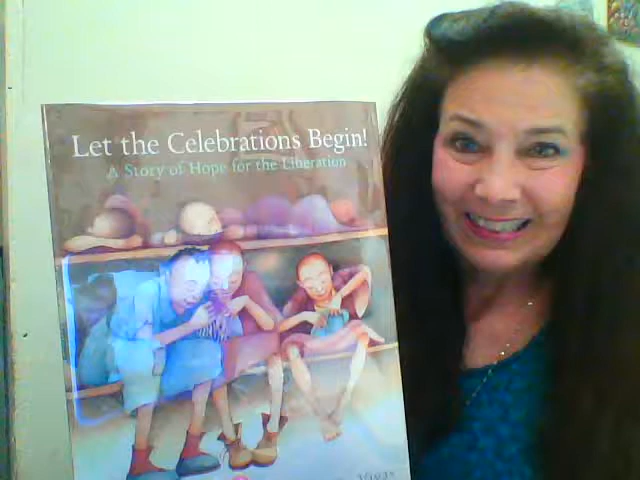 Let the Celebrations Begin!
A Story of Hope for the Liberation